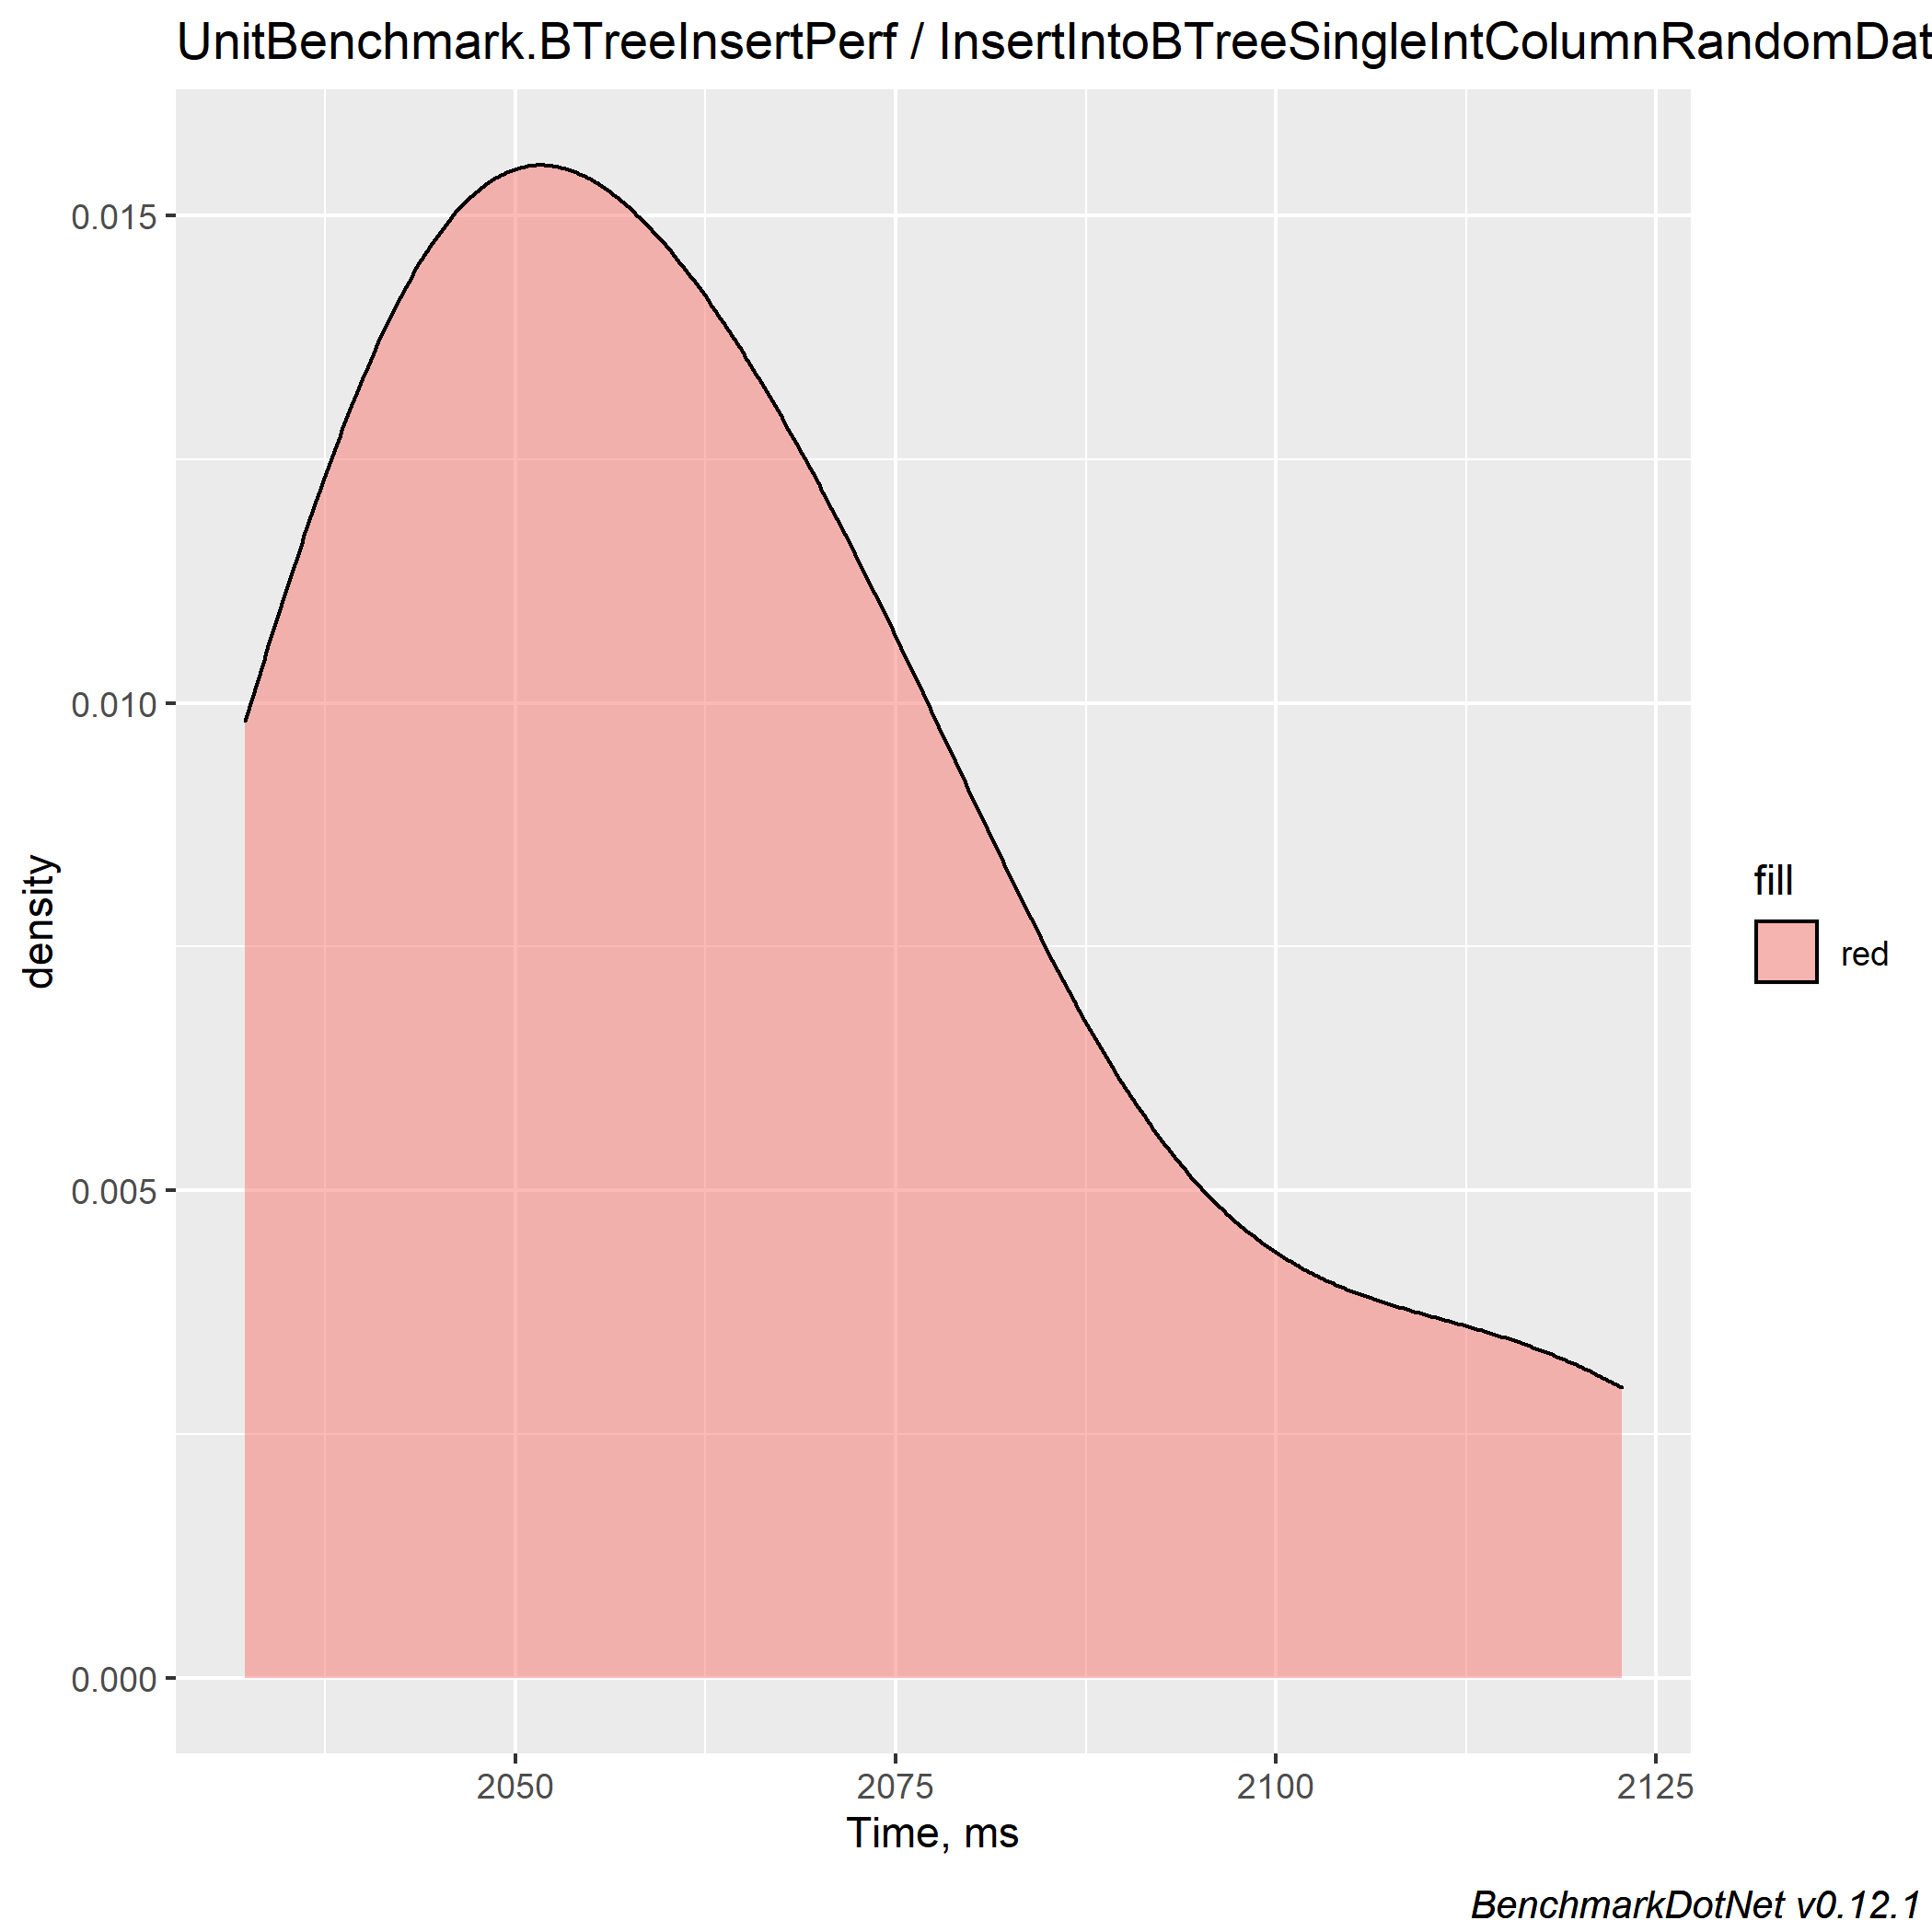 UnitBenchmark.BTreeInsertPerf / InsertIntoBTreeSingleIntColumnRandomDat
0.015
0.010
0.005
0.000
density
2050 2075 2100 2125
Time, ms
fill
red
BenchmarkDotNet v0.12.1